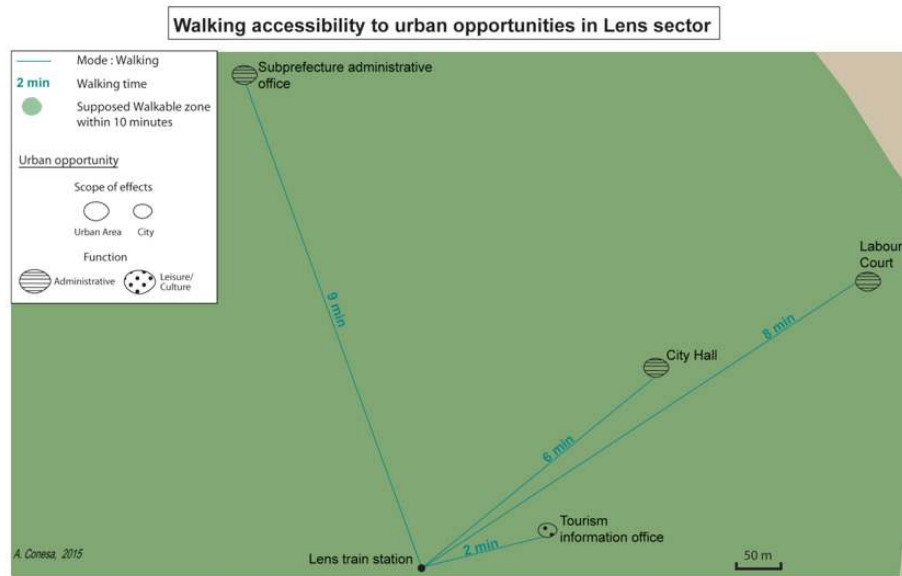 Walking accessibility to urban opportunities in Lens sector
Mode : Walking
2 min
Walking time
Supposed Walkable zone
within 10 minutes
Urban opportunity
Scope of effects
Urban Area
City
Function
Administrative
Leisure/
Culture
Subprefecture administrative
office
Labour
Court
9 min
8 min
City Hall
6 min
Tourism
information office
2 min
Lens train station
A. Conesa, 2015
50 m